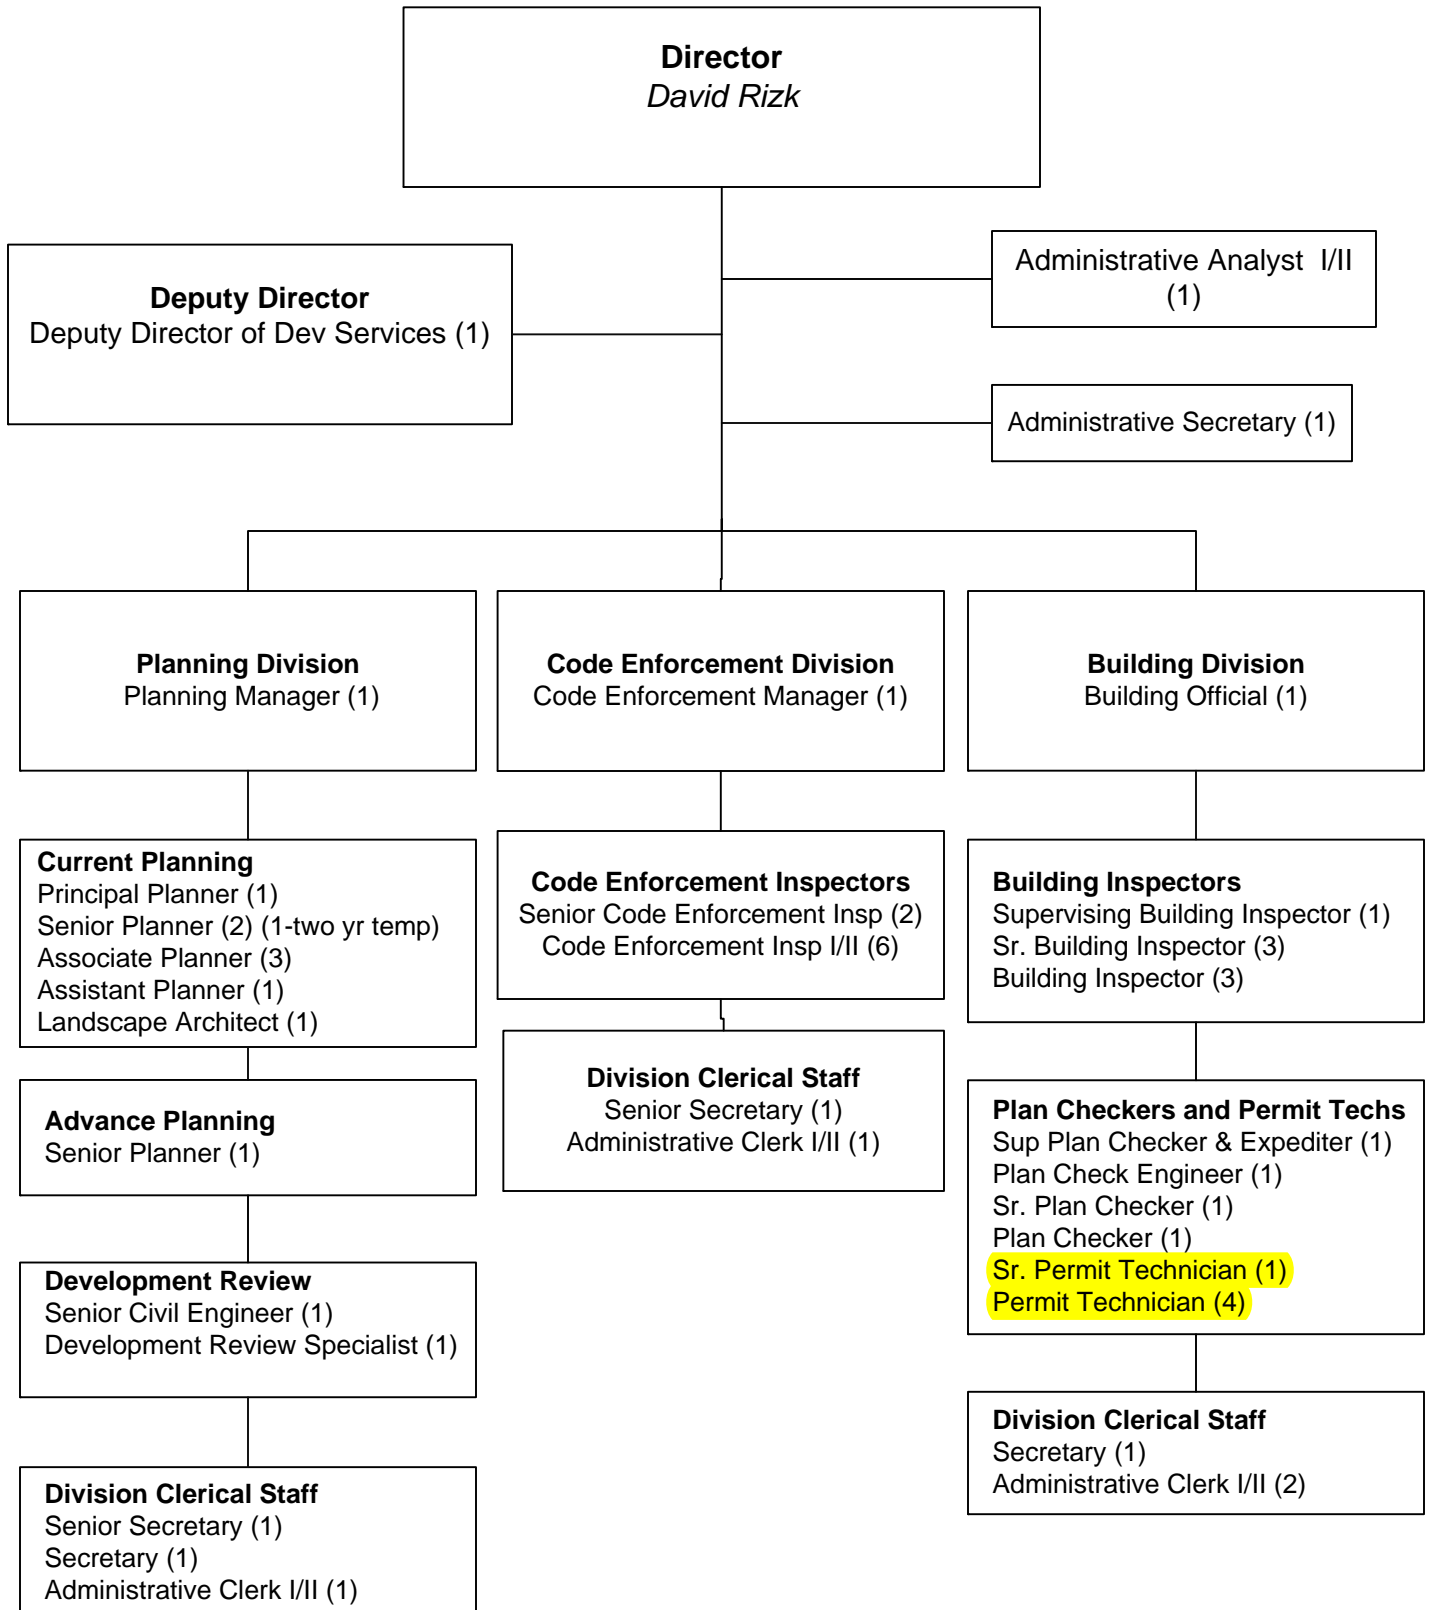 Director
David Rizk
Deputy Director
Deputy Director of Dev Services (1)
Administrative Analyst  I/II
(1)
Administrative Secretary (1)
Planning Division
Planning Manager (1)
Code Enforcement Division
Code Enforcement Manager (1)
Building Division
Building Official (1)
Current Planning
Principal Planner (1)
Senior Planner (2) (1-two yr temp)
Associate Planner (3)
Assistant Planner (1)
Landscape Architect (1)
Code Enforcement Inspectors
Senior Code Enforcement Insp (2)
Code Enforcement Insp I/II (6)
Building Inspectors
Supervising Building Inspector (1)
Sr. Building Inspector (3)
Building Inspector (3)
Advance Planning
Senior Planner (1)
Division Clerical Staff
Senior Secretary (1)
Administrative Clerk I/II (1)
Plan Checkers and Permit Techs
Sup Plan Checker & Expediter (1)
Plan Check Engineer (1)
Sr. Plan Checker (1)
Plan Checker (1)
Sr. Permit Technician (1)
Permit Technician (4)
Development Review
Senior Civil Engineer (1)
Development Review Specialist (1)
Division Clerical Staff
Secretary (1)
Administrative Clerk I/II (2)
Division Clerical Staff
Senior Secretary (1)
Secretary (1)
Administrative Clerk I/II (1)